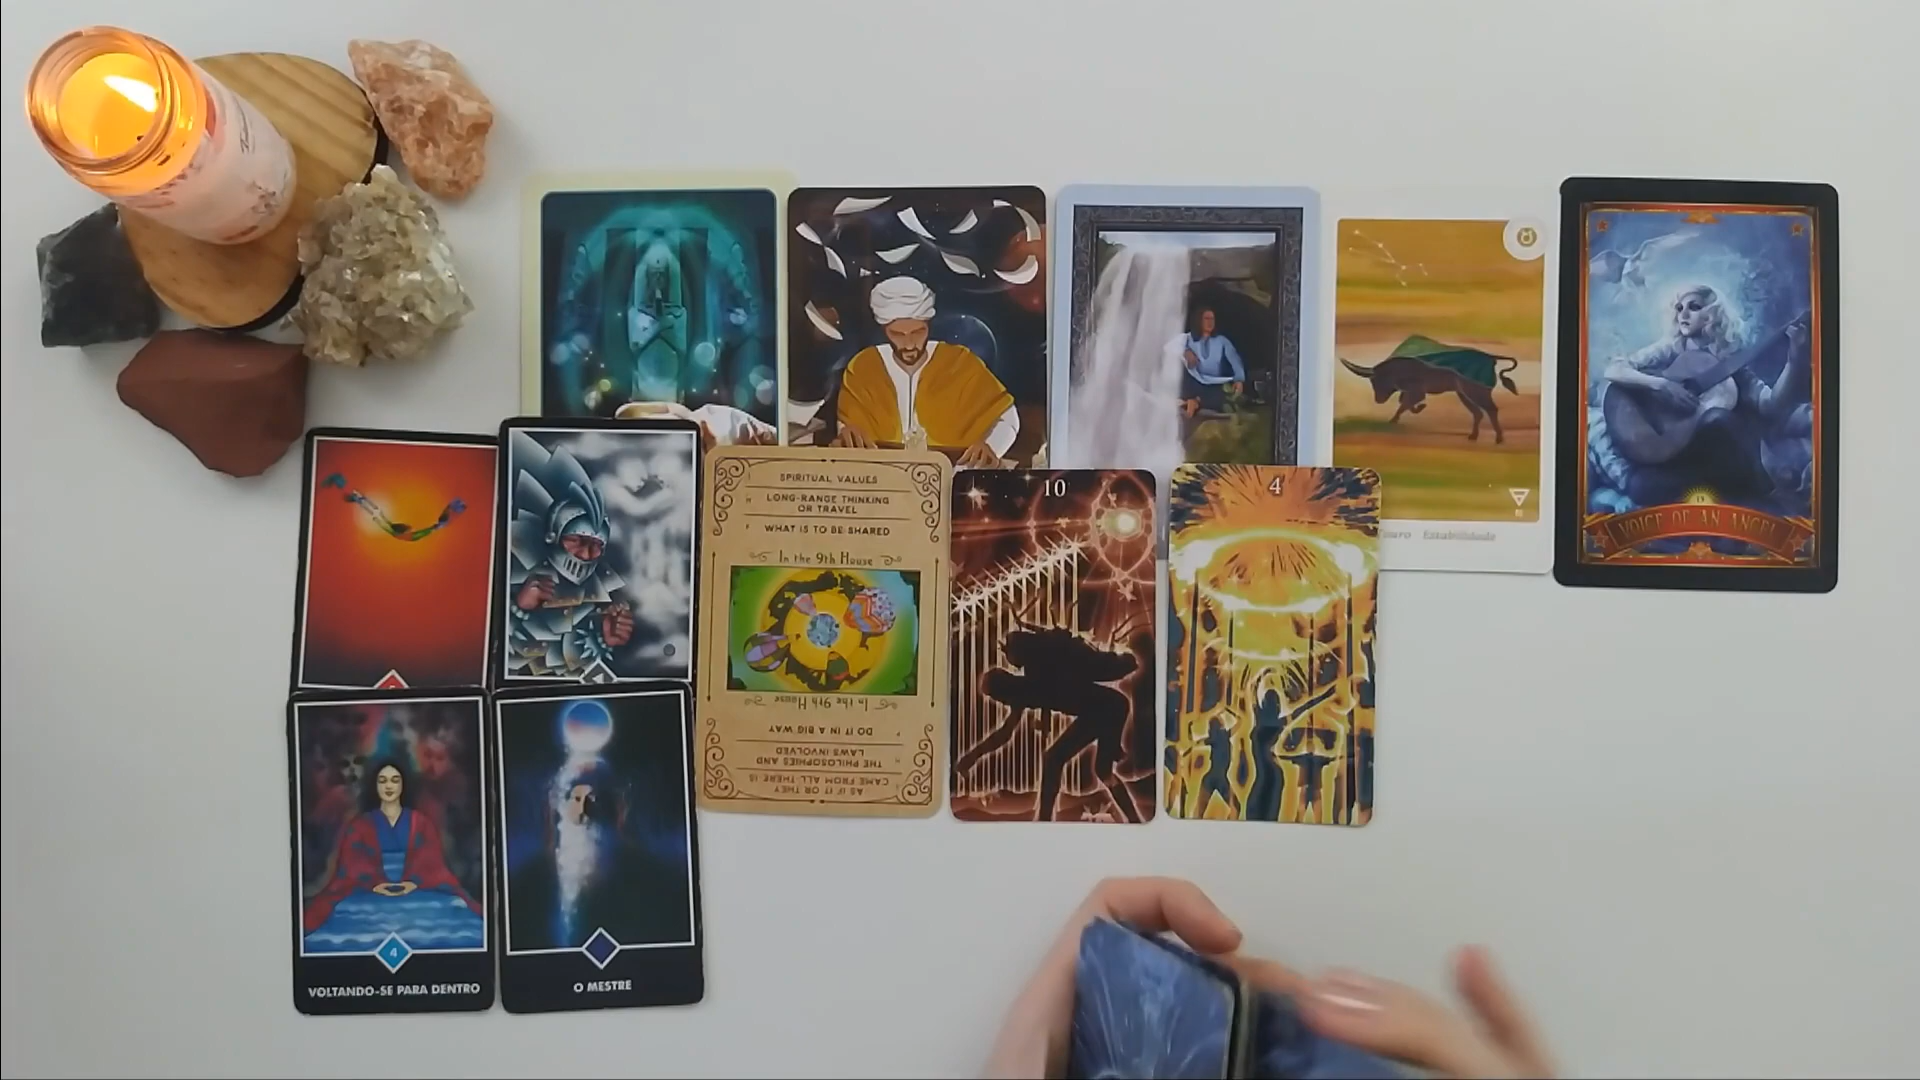 Estabilidade
19
VOICE OF AN ANGEL
SPIRITUAL VALUES
LONG-RANGE THINKING
OR TRAVEL
WHAT IS TO BE SHARED
In the 9th House
In the 9th House
DO IT IN A BIG WAY
LAWS INVOLVED
THE PHILOSOPHIES AND
CAME FROM ALL THERE IS
AS IF IT OR THEY
10
4
4
VOLTANDO-SE PARA DENTRO
O MESTRE